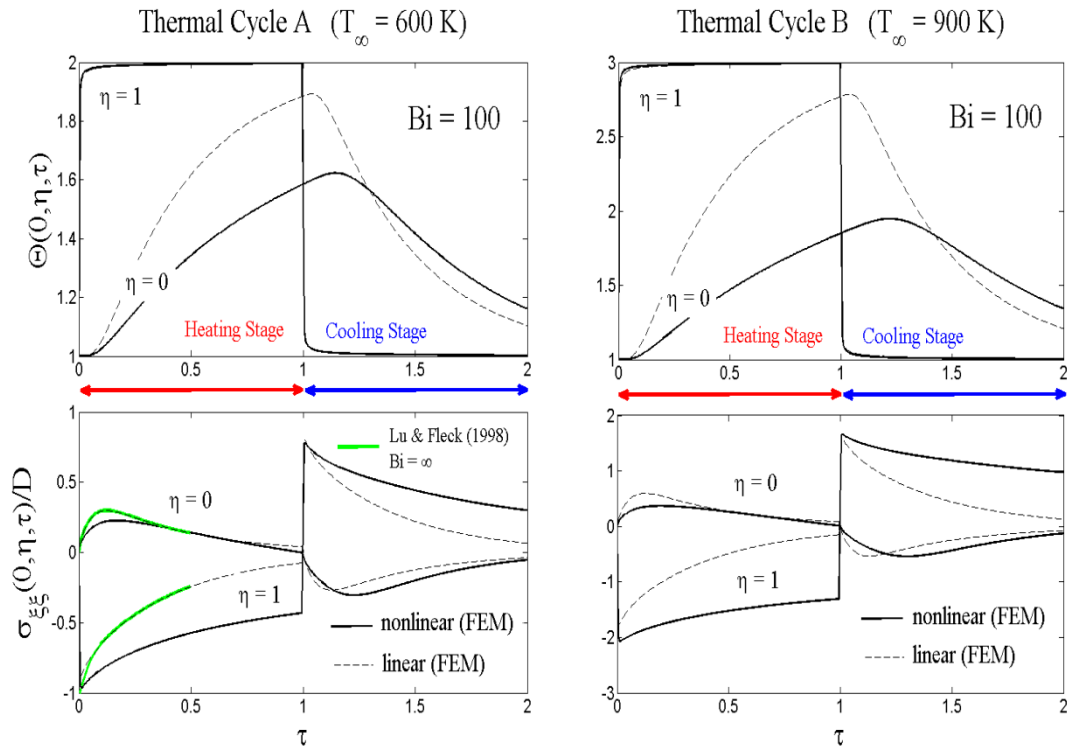 Thermal Cycle A (T∞ = 600 K)
Thermal Cycle B (T∞ = 900 K)
Θ(0,η,τ)
2
1.8
1.6
1.4
1.2
1
η = 1
Bi = 100
η = 0
Heating Stage
Cooling Stage
0
0.5
1
1.5
2
3
2.5
2
1.5
1
η = 1
Bi = 100
η = 0
Heating Stage
Cooling Stage
0
0.5
1
1.5
2
σξξ(0,η,τ)/D
1
0.5
0
-0.5
-1
Lu & Fleck (1998)
Bi = ∞
η = 0
η = 1
nonlinear (FEM)
linear (FEM)
0
0.5
1
1.5
2
τ
2
1
0
-1
-2
-3
η = 0
η = 1
nonlinear (FEM)
linear (FEM)
0
0.5
1
1.5
2
τ